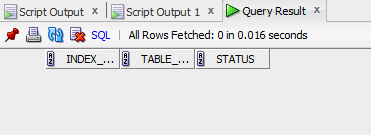 Script Output x Script Output 1 x Query Result x
SQL | All Rows Fetched: 0 in 0.016 seconds
INDEX_... TABLE_... STATUS